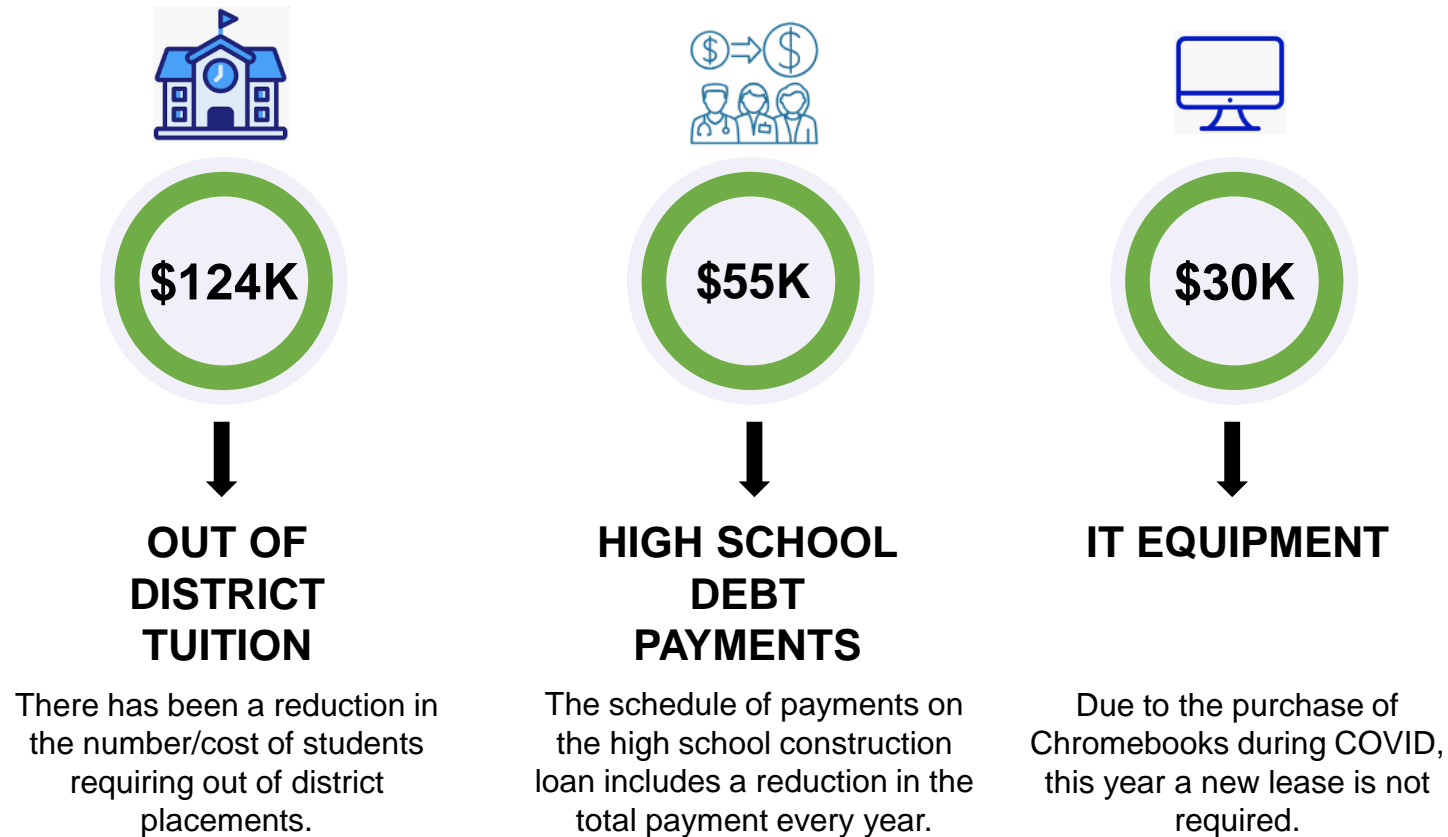 $124K
OUT OF
DISTRICT
TUITION
There has been a reduction in
the number/cost of students
requiring out of district
placements.
$ $
$55K
HIGH SCHOOL
DEBT
PAYMENTS
The schedule of payments on
the high school construction
loan includes a reduction in the
total payment every year.
$30K
IT EQUIPMENT
Due to the purchase of
Chromebooks during COVID,
this year a new lease is not
required.